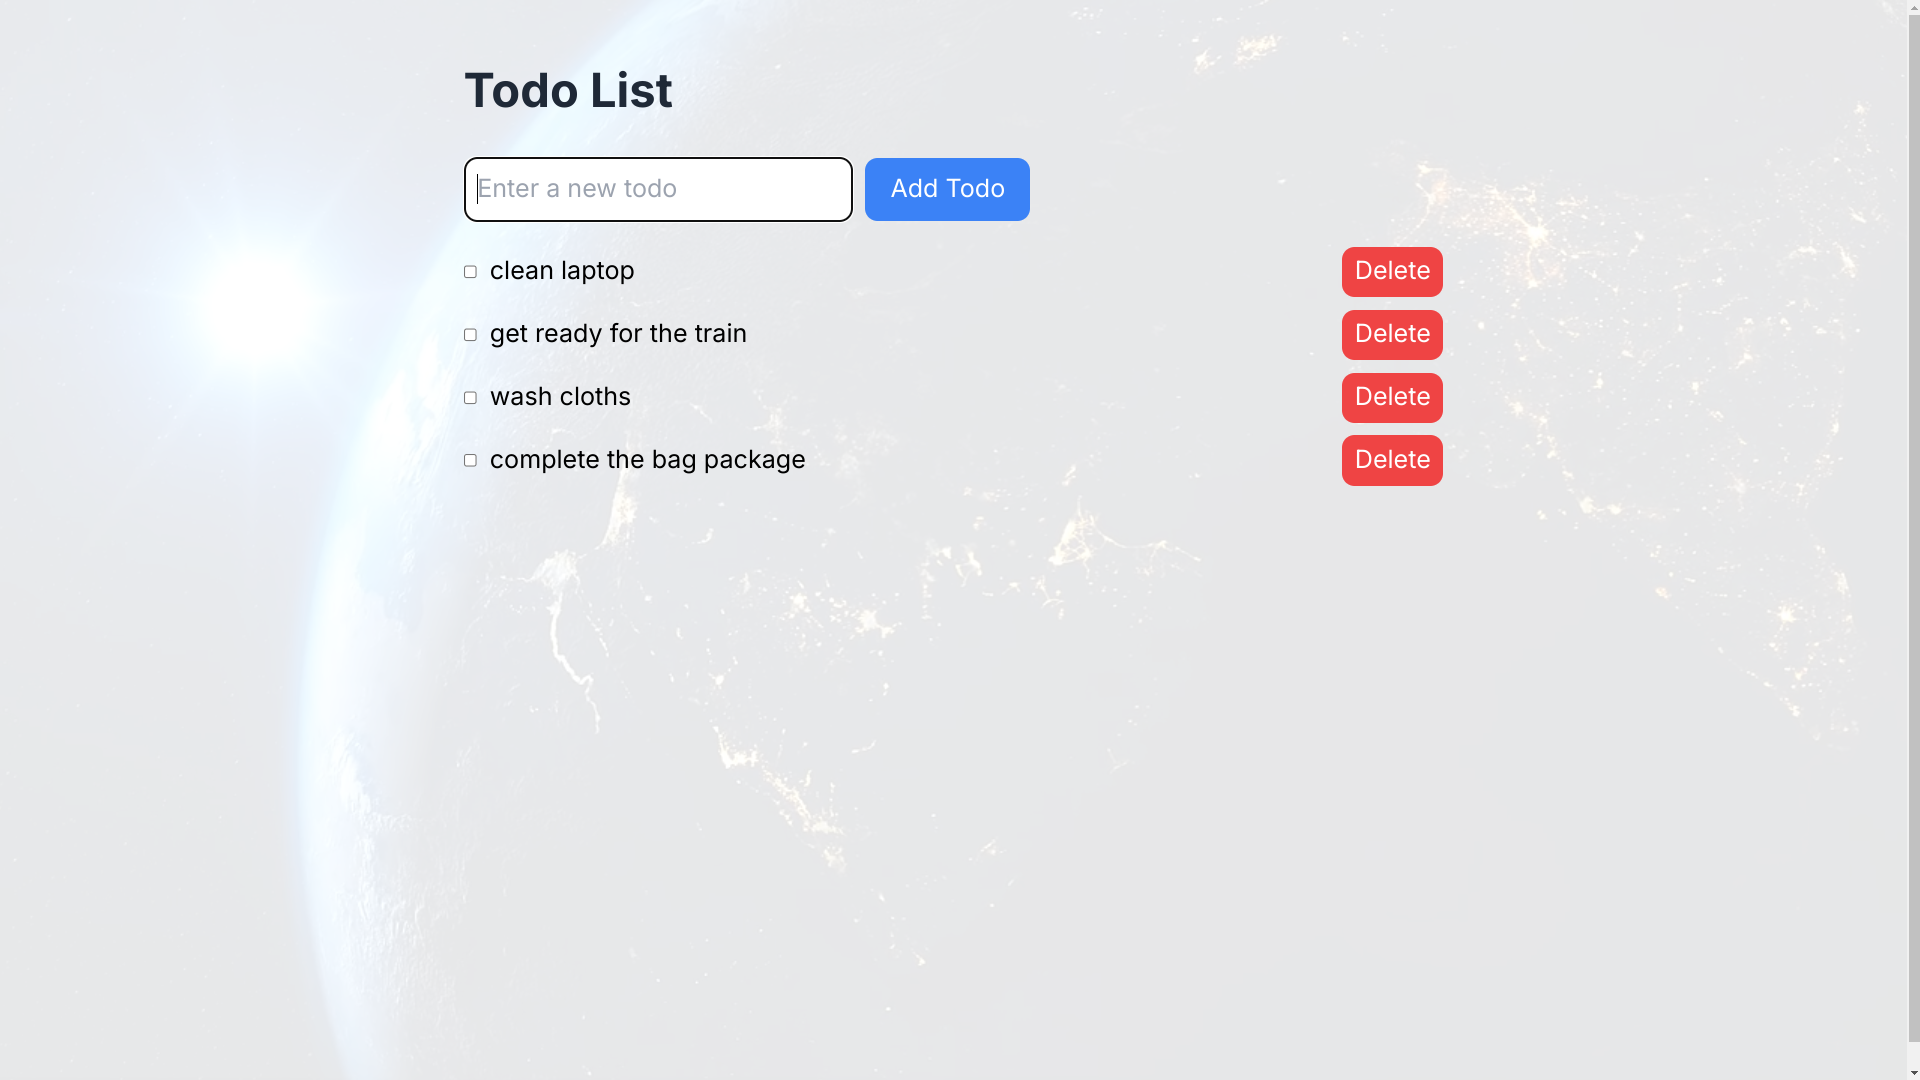 Todo List
Enter a new todo
Add Todo
clean laptop
Delete
get ready for the train
Delete
wash cloths
Delete
complete the bag package
Delete